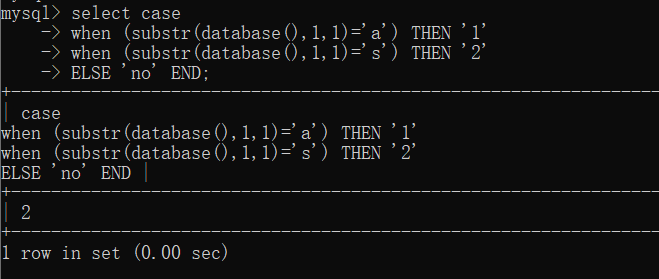 mysql> select case
-> when (substr(database(),1,1)='a') THEN '1'
-> when (substr(database(),1,1)='s') THEN '2'
-> ELSE 'no' END;
+---------------------------------------------------------------------------
| case
when (substr(database(),1,1)='a') THEN '1'
when (substr(database(),1,1)='s') THEN '2'
ELSE 'no' END |
+---------------------------------------------------------------------------
| 2
+---------------------------------------------------------------------------
1 row in set (0.00 sec)